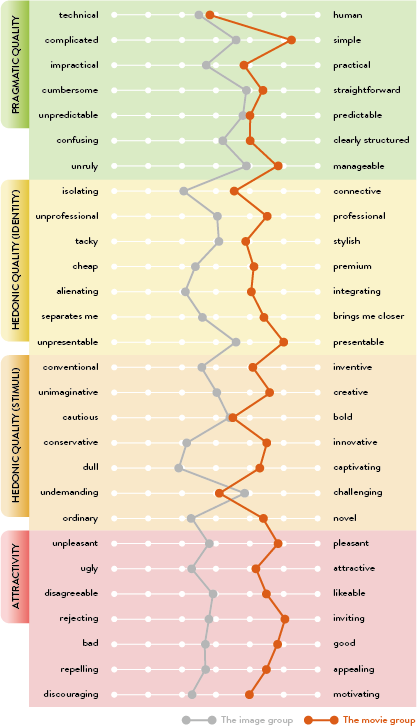 PRAGMATIC QUALITY
technical human
complicated simple
impractical practical
cumbersome straightforward
unpredictable predictable
confusing clearly structured
unruly manageable
HEDONIC QUALITY (IDENTITY)
isolating connective
unprofessional professional
tacky stylish
cheap premium
alienating integrating
separates me brings me closer
unpresentable presentable
HEDONIC QUALITY (STIMULI)
conventional inventive
unimaginative creative
cautious bold
conservative innovative
dull captivating
undemanding challenging
ordinary novel
ATTRACTIVITY
unpleasant pleasant
ugly attractive
disagreeable likeable
rejecting inviting
bad good
repelling appealing
discouraging motivating
The image group The movie group